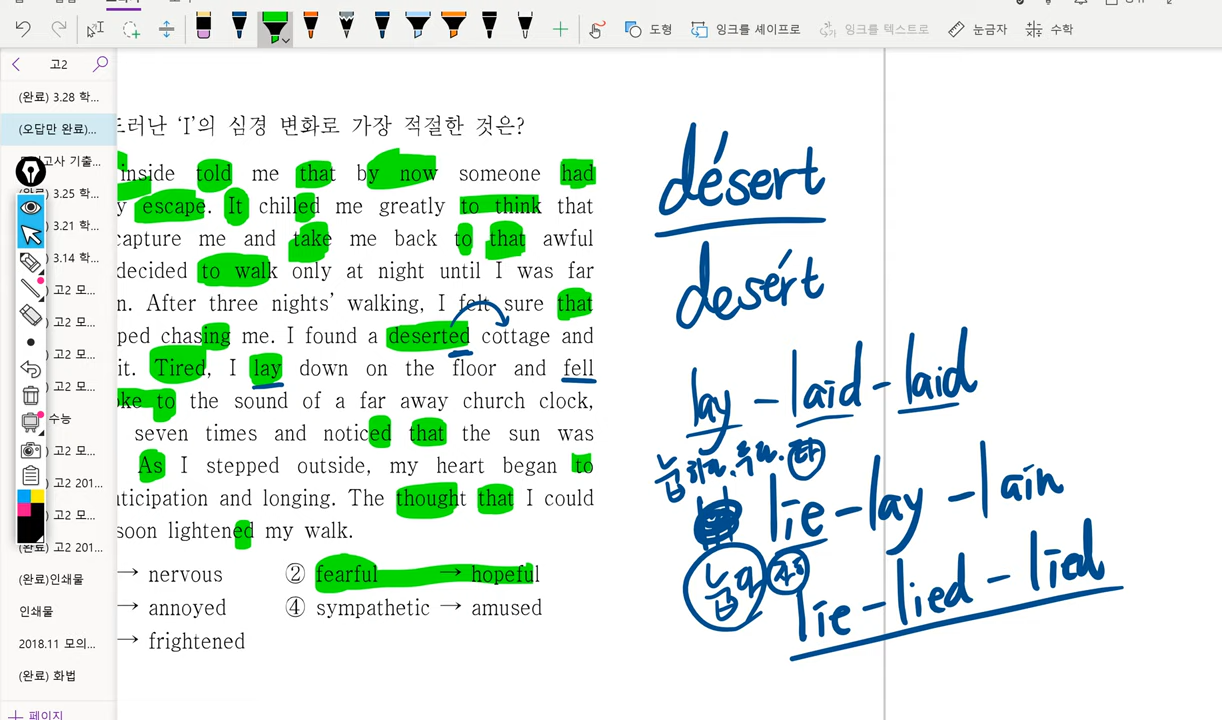 도형
잉크를 셰이프로
잉크를 텍스트로
눈금자
수학
고2
(완료) 3.28 학...
(오답만 완료)...
고사 기출...
3.25 학...
3.21 학...
3.14 학...
고2 모...
고2 모...
고2 모...
고2 모...
수능
) 고2 모...
) 고2 201...
) 고2 모...
(완료) 고2 201...
(완료)인쇄물
인쇄물
2018.11 모의...
(완료) 화법
페이지
드러난 ‘I’의 심경 변화로 가장 적절한 것은?
inside told me that by now someone had
y escape. It chilled me greatly to think that
capture me and take me back to that awful
decided to walk only at night until I was far
n. After three nights’ walking, I felt sure that
ped chasing me. I found a deserted cottage and
it. Tired, I lay down on the floor and fell
oke to the sound of a far away church clock,
seven times and noticed that the sun was
As I stepped outside, my heart began to
ticipation and longing. The thought that I could
soon lightened my walk.
→ nervous ② fearful → hopeful
→ annoyed ④ sympathetic → amused
→ frightened
désert
desért
lay - laid - laid
눕히다. 두다. 타
lie - lay - lain
눕다 자
lie - lied - lied